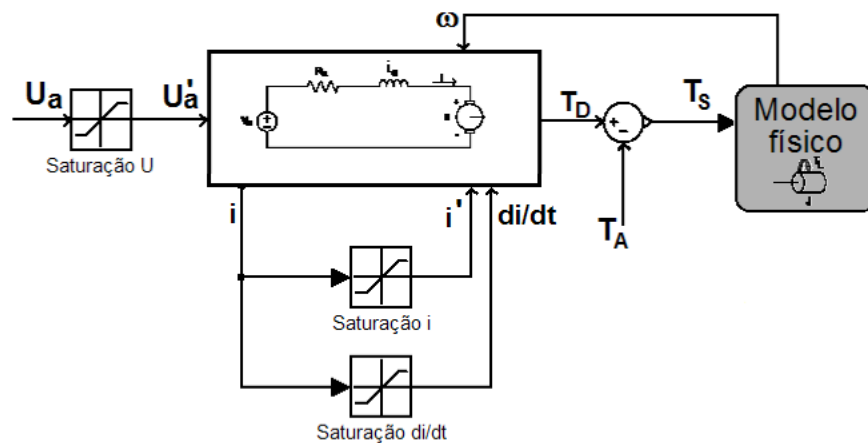 ω
Ua
Saturação U
U'a
TD
TS
TA
Modelo
físico
i
i'
di/dt
Saturação i
Saturação di/dt